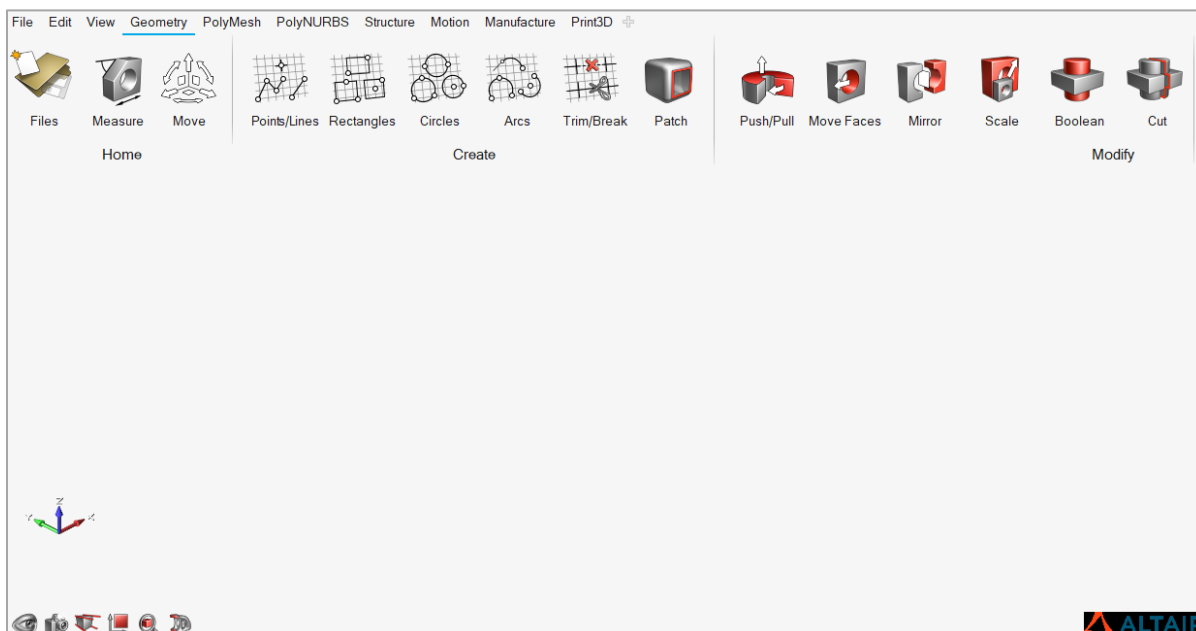 File Edit View Geometry PolyMesh PolyNURBS Structure Motion Manufacture Print3D
Files Measure Move Points/Lines Rectangles Circles Arcs Trim/Break Patch Push/Pull Move Faces Mirror Scale Boolean Cut
Home Create Modify
Z
Y X
ALTAIR